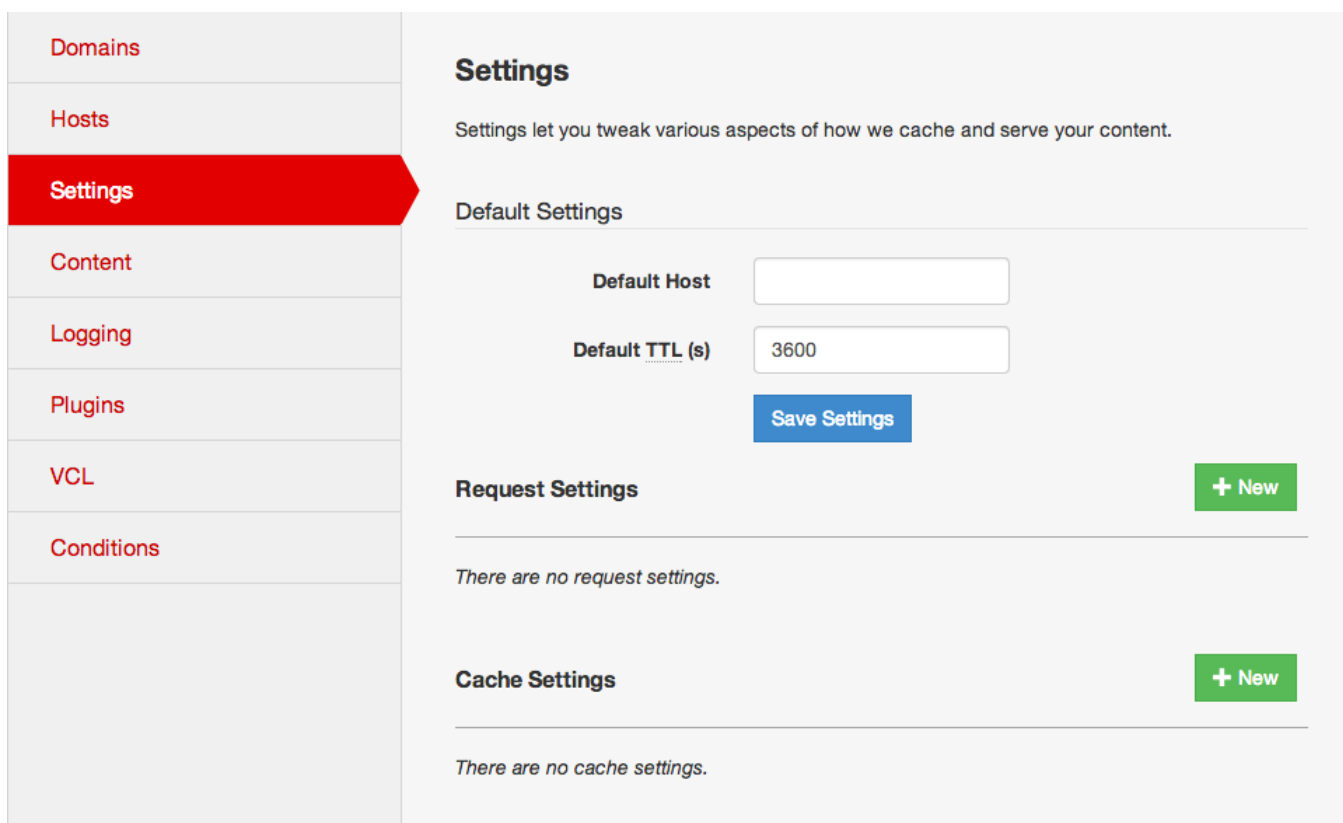 Domains
Hosts
Settings
Content
Logging
Plugins
VCL
Conditions
Settings
Settings let you tweak various aspects of how we cache and serve your content.
Default Settings
Default Host
Default TTL (s) 3600
Save Settings
Request Settings + New
There are no request settings.
Cache Settings + New
There are no cache settings.